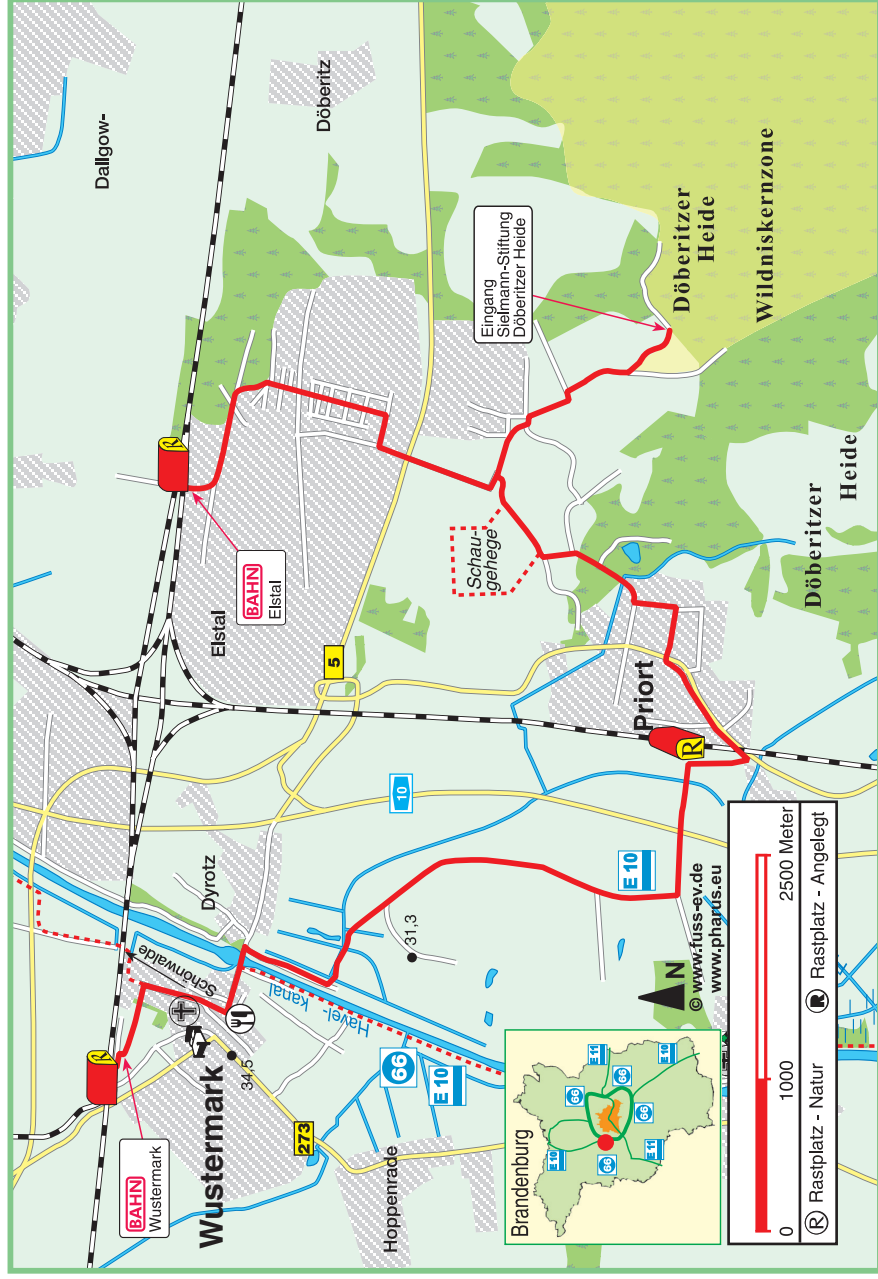 Dallgow-
Döberitz
Eingang
Sielmann-Stiftung
Döberitzer Heide
Döberitzer
Heide
Wildniskernzone
R
BAHN
Elstal
Elstal
Schau-
gehege
Döberitzer
Heide
5
Priort
R
10
Dyrotz
E 10
31,3
Schönwalde
Havel-
kanal
R
BAHN
Wustermark
Wustermark
34,5
66
E 10
273
Hoppenrade
N
© www.fuss-ev.de
www.pharus.eu
Brandenburg
E 11
66
66
E 10
66
E 10
66
E 11
0
1000
2500 Meter
R Rastplatz - Natur
R Rastplatz - Angelegt